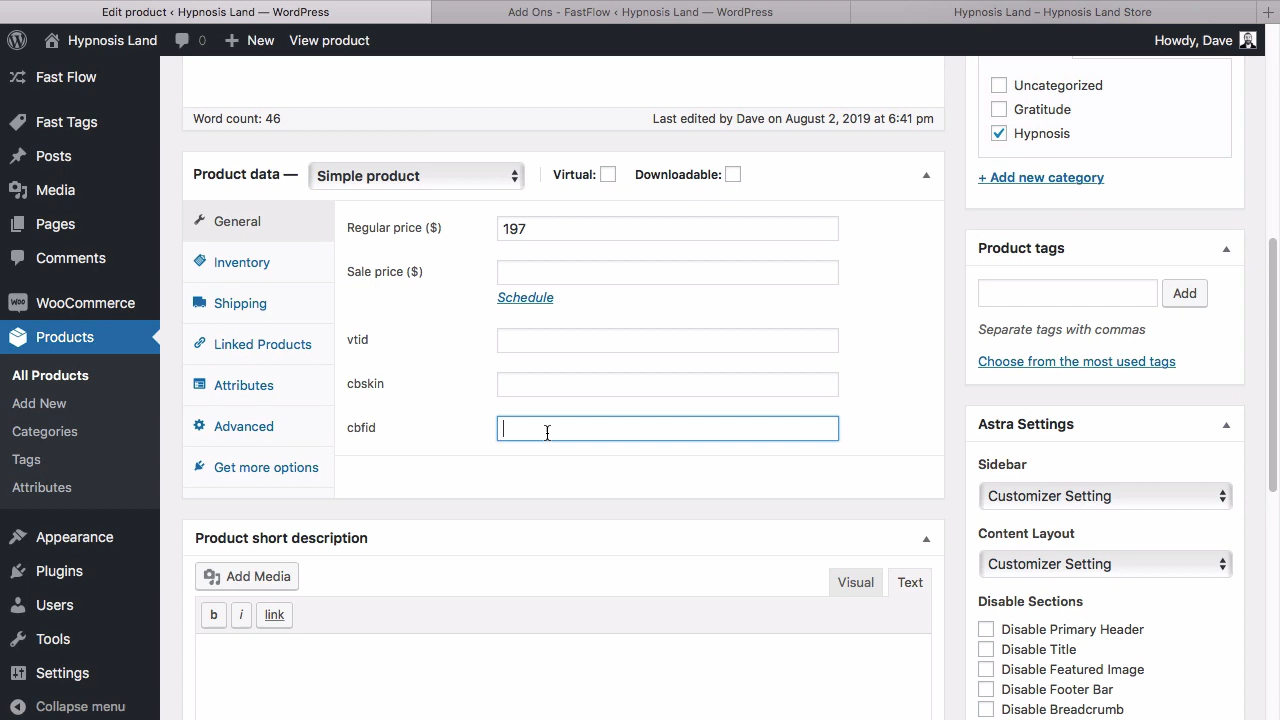 Edit product ‹ Hypnosis Land — WordPress
Add Ons - FastFlow ‹ Hypnosis Land — WordPress
Hypnosis Land – Hypnosis Land Store
Hypnosis Land
0
New
View product
Howdy, Dave
Fast Flow
Fast Tags
Posts
Media
Pages
Comments
WooCommerce
Products
All Products
Add New
Categories
Tags
Attributes
Appearance
Plugins
Users
Tools
Settings
Collapse menu
Word count: 46
Last edited by Dave on August 2, 2019 at 6:41 pm
Product data —
Simple product
Virtual:
Downloadable:
General
Inventory
Shipping
Linked Products
Attributes
Advanced
Get more options
Regular price ($)
197
Sale price ($)
Schedule
vtid
cbskin
cbfid
Product short description
Add Media
Visual
Text
b
i
link
Uncategorized
Gratitude
Hypnosis
+ Add new category
Product tags
Add
Separate tags with commas
Choose from the most used tags
Astra Settings
Sidebar
Customizer Setting
Content Layout
Customizer Setting
Disable Sections
Disable Primary Header
Disable Title
Disable Featured Image
Disable Footer Bar
Disable Breadcrumb